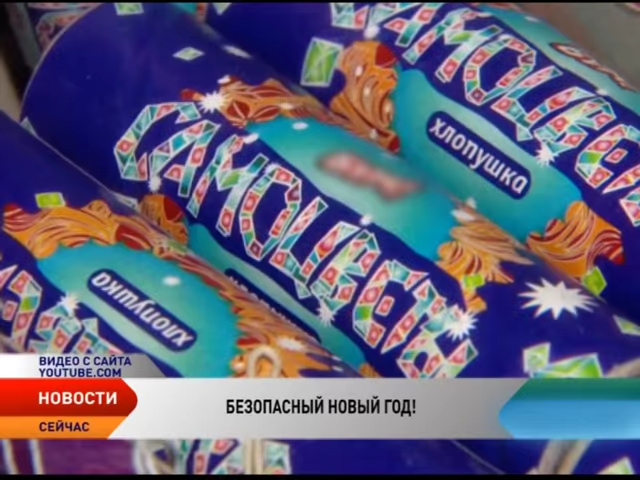 САМОЦВЕТЫ
хлопушка
САМОЦВЕТЫ
хлопушка
ВИДЕО С САЙТА
YOUTUBE.COM
НОВОСТИ
СЕЙЧАС
БЕЗОПАСНЫЙ НОВЫЙ ГОД!